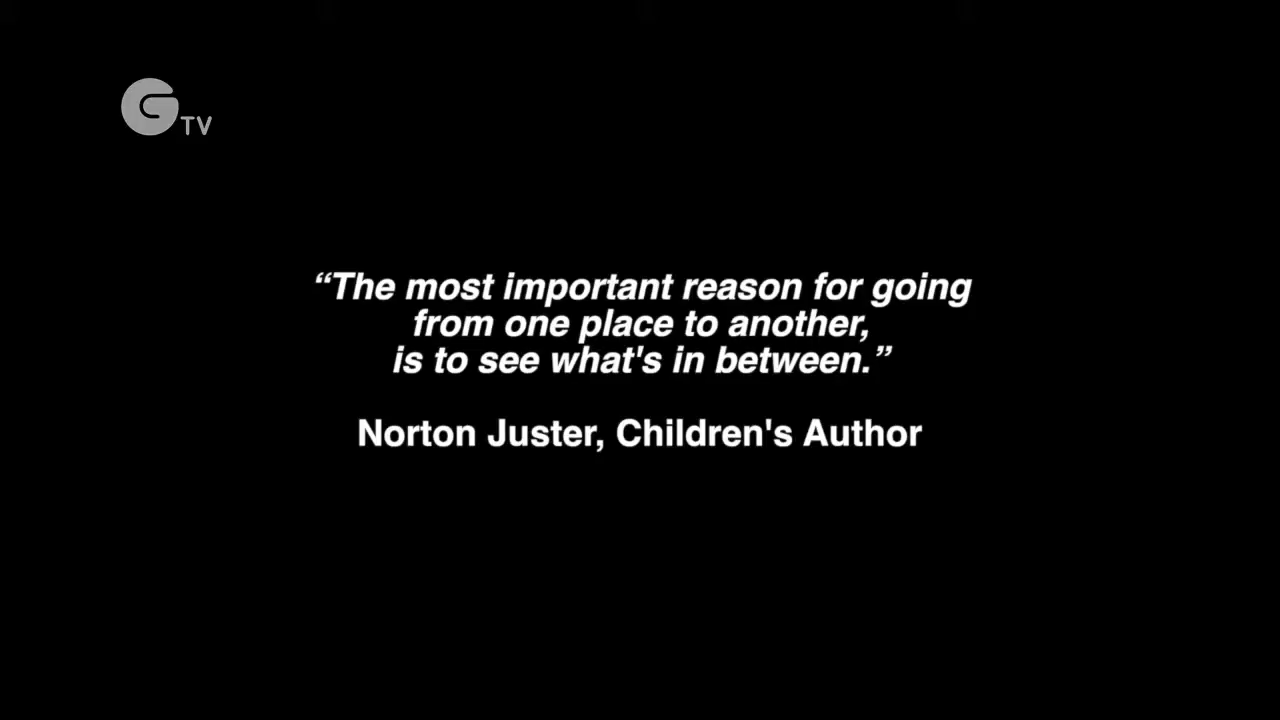 G TV
“The most important reason for going
from one place to another,
is to see what's in between.”
Norton Juster, Children's Author